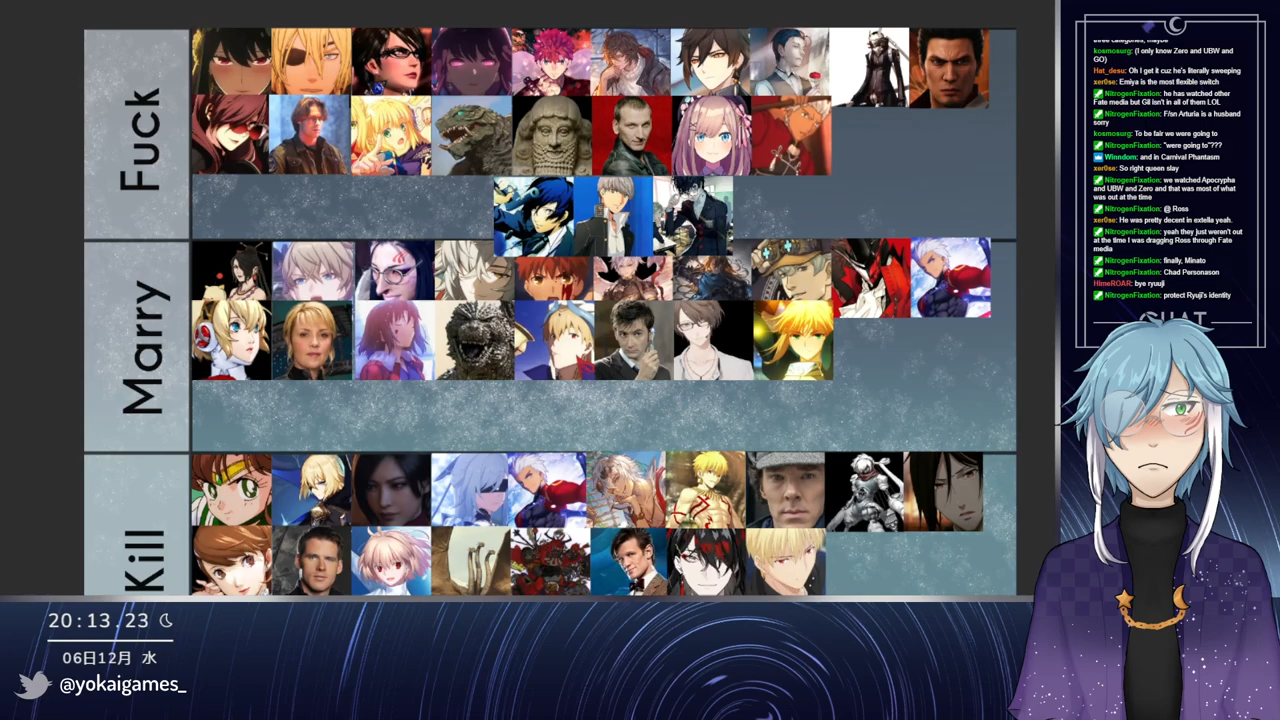 Fuck
Marry
Kill
three categories, maybe
kosmosurg: (I only know Zero and UBW and
GO)
Hat_desu: Oh I get it cuz he's literally sweeping
xer0se: Emiya is the most flexible switch
NitrogenFixation: he has watched other
Fate media but Gil isn't in all of them LOL
NitrogenFixation: F/sn Arturia is a husband
sorry
kosmosurg: To be fair we were going to
NitrogenFixation: "were going to"???
Winndom: and in Carnival Phantasm
xer0se: So right queen slay
NitrogenFixation: we watched Apocrypha
and UBW and Zero and that was most of what
was out at the time
NitrogenFixation: @ Ross
xer0se: He was pretty decent in extella yeah.
NitrogenFixation: yeah they just weren't out
at the time I was dragging Ross through Fate
media
NitrogenFixation: finally, Minato
NitrogenFixation: Chad Personason
HimeROAR: bye ryuuji
NitrogenFixation: protect Ryuji's identity
CHAT
20:13.23
06日12月 水
@yokaigames_